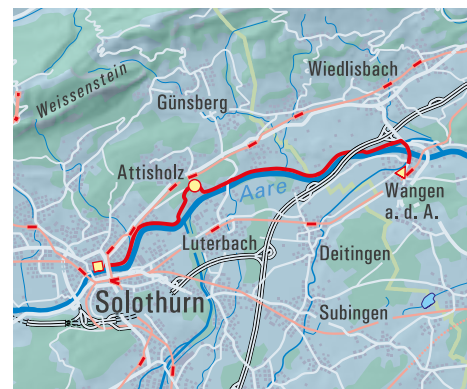 Wiedlisbach
Weissenstein
Günsberg
Attisholz
Aare
Wangen
a. d. A.
Luterbach
Deitingen
Solothurn
Subingen